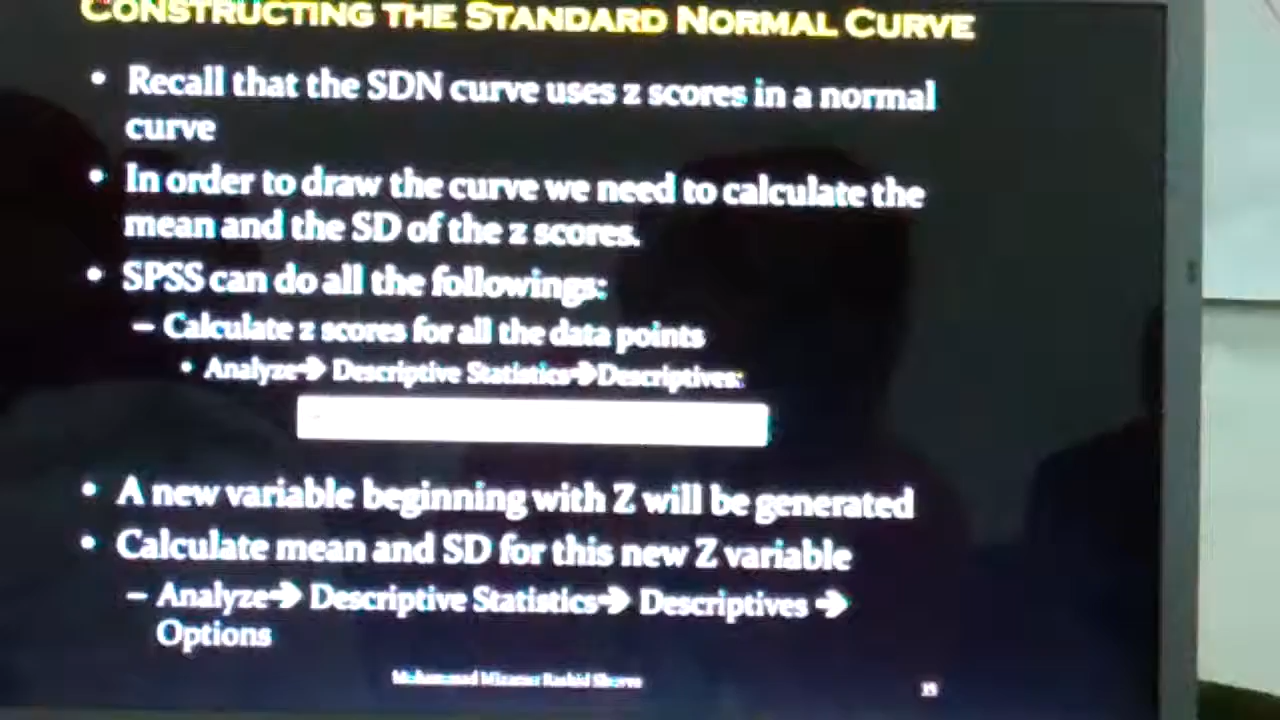 CONSTRUCTING THE STANDARD NORMAL CURVE
• Recall that the SDN curve uses z scores in a normal
curve
• In order to draw the curve we need to calculate the
mean and the SD of the z scores.
• SPSS can do all the followings:
– Calculate z scores for all the data points
• Analyze➔ Descriptive Statistics➔Descriptives:
• A new variable beginning with Z will be generated
• Calculate mean and SD for this new Z variable
– Analyze➔ Descriptive Statistics➔ Descriptives ➔
Options
Rashid